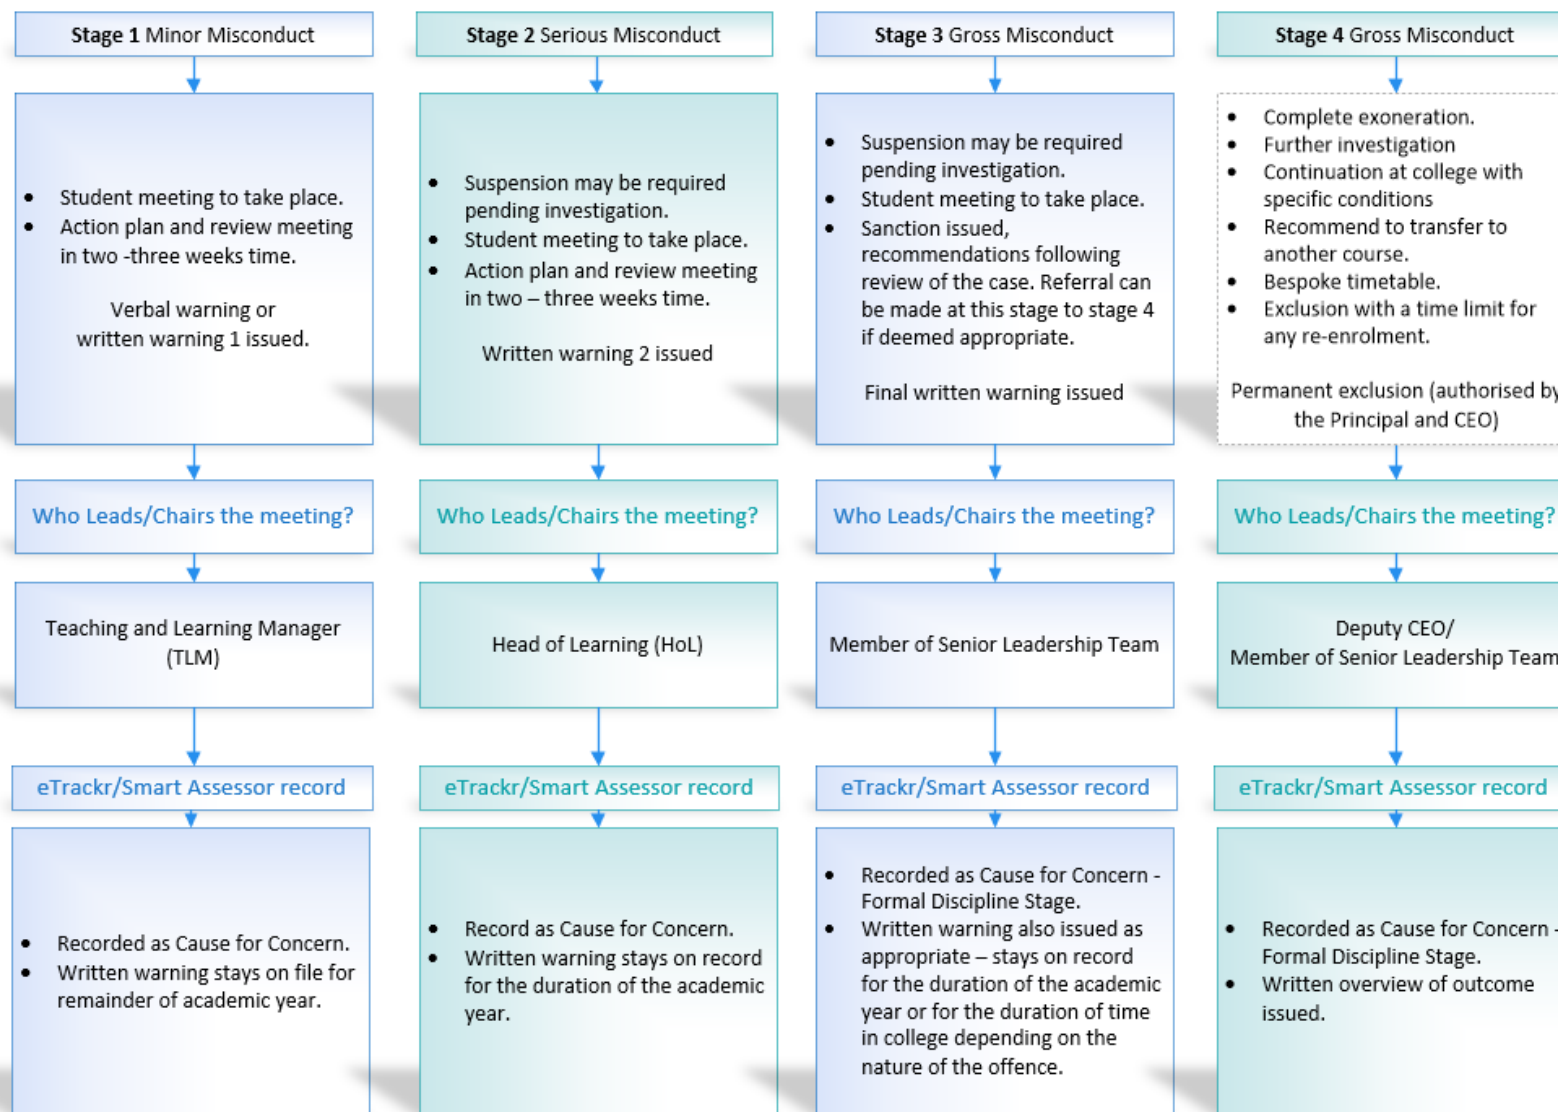 Stage 1 Minor Misconduct
• Student meeting to take place.
• Action plan and review meeting
in two -three weeks time.
Verbal warning or
written warning 1 issued.
Who Leads/Chairs the meeting?
Teaching and Learning Manager
(TLM)
eTrackr/Smart Assessor record
• Recorded as Cause for Concern.
• Written warning stays on file for
remainder of academic year.
Stage 2 Serious Misconduct
• Suspension may be required
pending investigation.
• Student meeting to take place.
• Action plan and review meeting
in two – three weeks time.
Written warning 2 issued
Who Leads/Chairs the meeting?
Head of Learning (HoL)
eTrackr/Smart Assessor record
• Record as Cause for Concern.
• Written warning stays on record
for the duration of the academic
year.
Stage 3 Gross Misconduct
• Suspension may be required
pending investigation.
• Student meeting to take place.
• Sanction issued,
recommendations following
review of the case. Referral can
be made at this stage to stage 4
if deemed appropriate.
Final written warning issued
Who Leads/Chairs the meeting?
Member of Senior Leadership Team
eTrackr/Smart Assessor record
• Recorded as Cause for Concern -
Formal Discipline Stage.
• Written warning also issued as
appropriate – stays on record
for the duration of the academic
year or for the duration of time
in college depending on the
nature of the offence.
Stage 4 Gross Misconduct
• Complete exoneration.
• Further investigation
• Continuation at college with
specific conditions
• Recommend to transfer to
another course.
• Bespoke timetable.
• Exclusion with a time limit for
any re-enrolment.
Permanent exclusion (authorised by
the Principal and CEO)
Who Leads/Chairs the meeting?
Deputy CEO/
Member of Senior Leadership Team
eTrackr/Smart Assessor record
• Recorded as Cause for Concern -
Formal Discipline Stage.
• Written overview of outcome
issued.